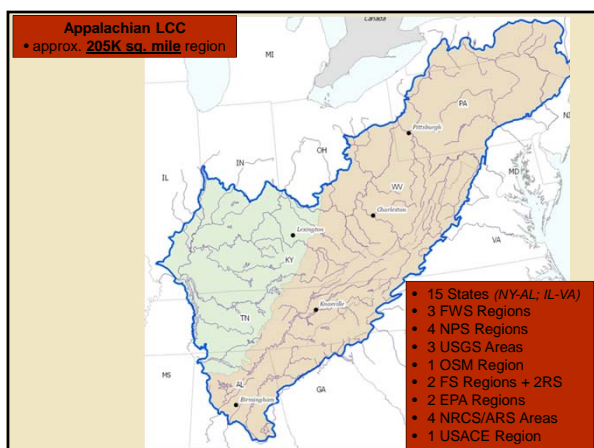 Appalachian LCC
• approx. 205K sq. mile region
Canada
MI
PA
Pittsburgh
NJ
OH
IN
IL
MD
WV
Charleston
Lexington
VA
KY
Knoxville
TN
MS
AL
GA
Birmingham
• 15 States (NY-AL; IL-VA)
• 3 FWS Regions
• 4 NPS Regions
• 3 USGS Areas
• 1 OSM Region
• 2 FS Regions + 2RS
• 2 EPA Regions
• 4 NRCS/ARS Areas
• 1 USACE Region